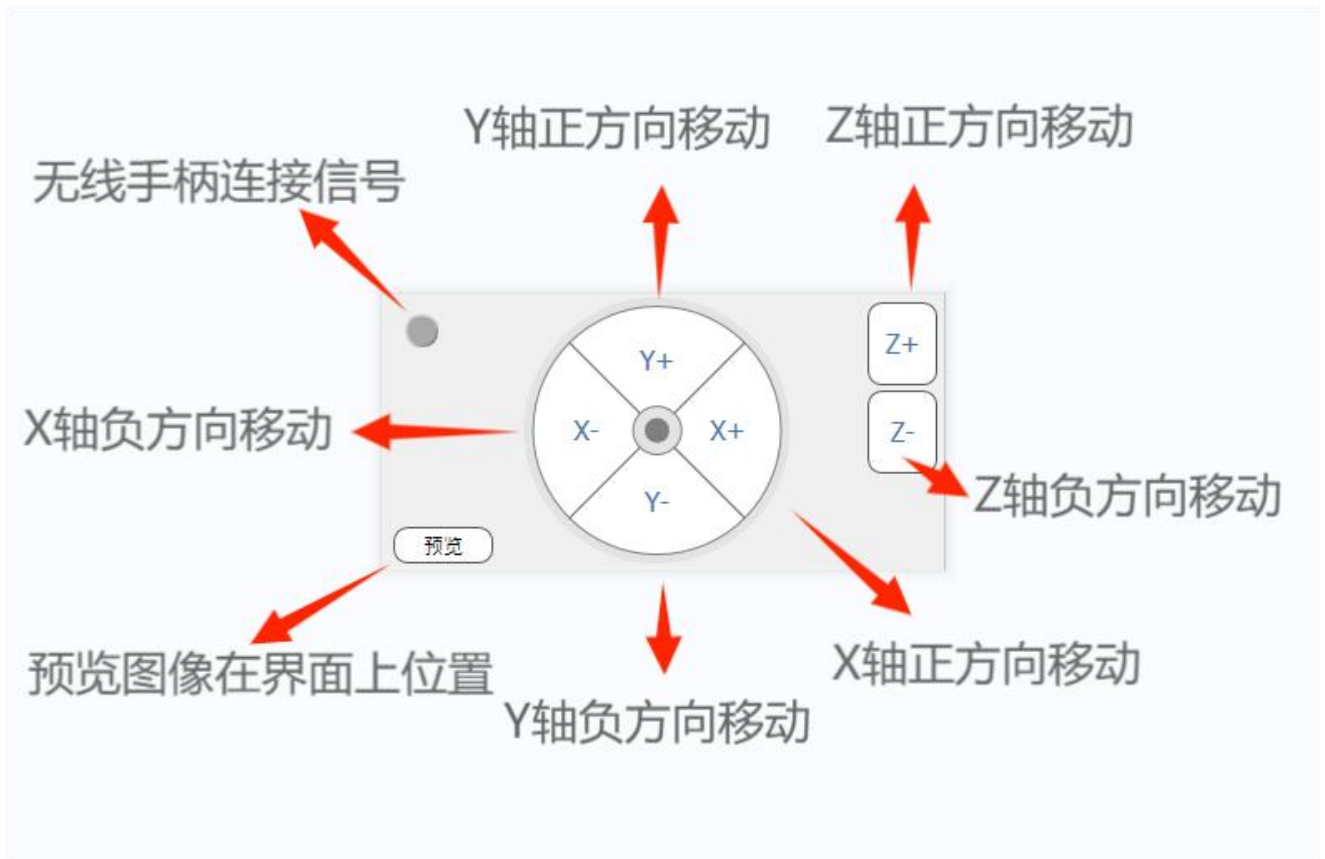 Y轴正方向移动
Z轴正方向移动
无线手柄连接信号
Z+
Y+
X轴负方向移动
X-
X+
Z-
Z轴负方向移动
Y-
预览
X轴正方向移动
预览图像在界面上位置
Y轴负方向移动